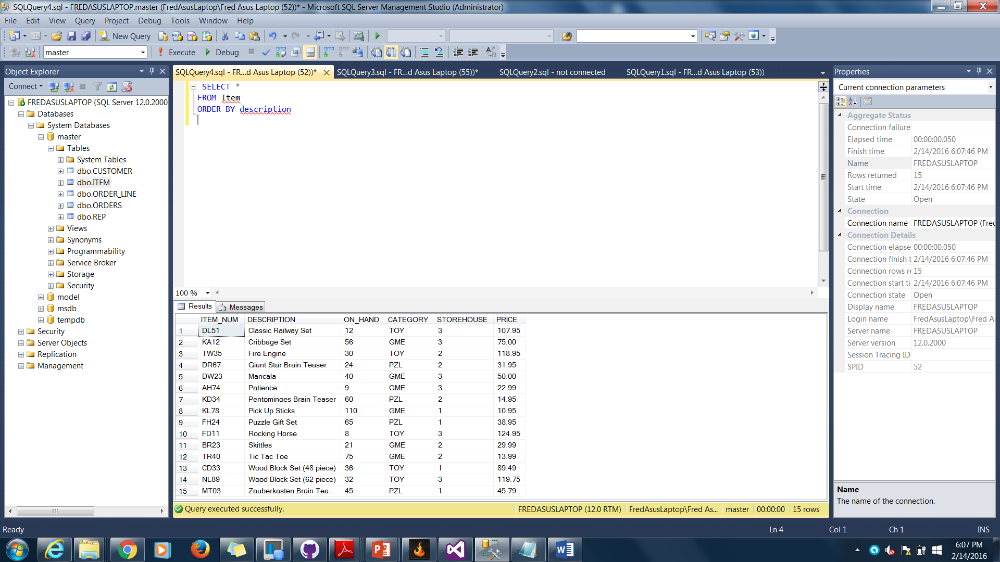 SQLQuery4.sql - FREDASUSLAPTOP.master (FredAsusLaptop\Fred Asus Laptop (52))* - Microsoft SQL Server Management Studio (Administrator)
File Edit View Query Project Debug Tools Window Help
New Query
master Execute Debug
Object Explorer
Connect
FREDASUSLAPTOP (SQL Server 12.0.2000
Databases
System Databases
master
Tables
System Tables
dbo.CUSTOMER
dbo.ITEM
dbo.ORDER_LINE
dbo.ORDERS
dbo.REP
Views
Synonyms
Programmability
Service Broker
Storage
Security
model
msdb
tempdb
Security
Server Objects
Replication
Management
SQLQuery4.sql - FR...d Asus Laptop (52))* SQLQuery3.sql - FR...d Asus Laptop (55))* SQLQuery2.sql - not connected SQLQuery1.sql - FR...d Asus Laptop (53))
SELECT *
FROM Item
ORDER BY description
100 %
Results Messages
ITEM_NUM DESCRIPTION ON_HAND CATEGORY STOREHOUSE PRICE
1 DL51 Classic Railway Set 12 TOY 3 107.95
2 KA12 Cribbage Set 56 GME 3 75.00
3 TW35 Fire Engine 30 TOY 2 118.95
4 DR67 Giant Star Brain Teaser 24 PZL 2 31.95
5 DW23 Mancala 40 GME 3 50.00
6 AH74 Patience 9 GME 3 22.99
7 KD34 Pentominoes Brain Teaser 60 PZL 2 14.95
8 KL78 Pick Up Sticks 110 GME 1 10.95
9 FH24 Puzzle Gift Set 65 PZL 1 38.95
10 FD11 Rocking Horse 8 TOY 3 124.95
11 BR23 Skittles 21 GME 2 29.99
12 TR40 Tic Tac Toe 75 GME 2 13.99
13 CD33 Wood Block Set (48 piece) 36 TOY 1 89.49
14 NL89 Wood Block Set (62 piece) 32 TOY 3 119.75
15 MT03 Zauberkasten Brain Tea... 45 PZL 1 45.79
Query executed successfully. FREDASUSLAPTOP (12.0 RTM) FredAsusLaptop\Fred As... master 00:00:00 15 rows
Properties
Current connection parameters
Aggregate Status
Connection failure
Elapsed time 00:00:00.050
Finish time 2/14/2016 6:07:46 PM
Name FREDASUSLAPTOP
Rows returned 15
Start time 2/14/2016 6:07:46 PM
State Open
Connection
Connection name FREDASUSLAPTOP (Fred
Connection Details
Connection elapse 00:00:00.050
Connection finish t 2/14/2016 6:07:46 PM
Connection rows re 15
Connection start ti 2/14/2016 6:07:46 PM
Connection state Open
Display name FREDASUSLAPTOP
Login name FredAsusLaptop\Fred As
Server name FREDASUSLAPTOP
Server version 12.0.2000
Session Tracing ID
SPID 52
Name
The name of the connection.
Ready Ln 4 Col 1 Ch 1 INS
6:07 PM
2/14/2016